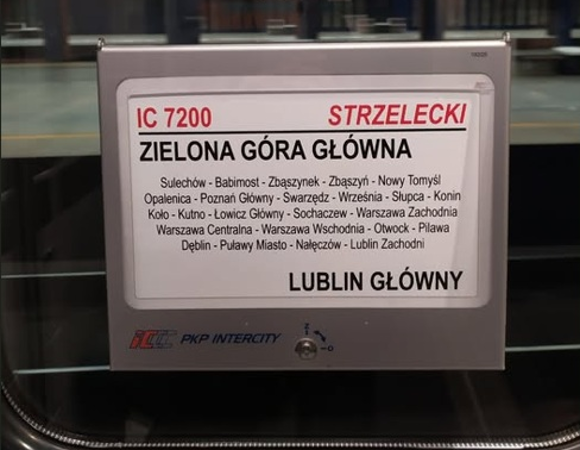 IC 7200 STRZELECKI
ZIELONA GÓRA GŁÓWNA
Sulechów - Babimost - Zbąszynek - Zbąszyń - Nowy Tomyśl
Opalenica - Poznań Główny - Swarzędz - Września - Słupca - Konin
Koło - Kutno - Łowicz Główny - Sochaczew - Warszawa Zachodnia
Warszawa Centralna - Warszawa Wschodnia - Otwock - Pilawa
Dęblin - Puławy Miasto - Nałęczów - Lublin Zachodni
LUBLIN GŁÓWNY
IC PKP INTERCITY
Z
O